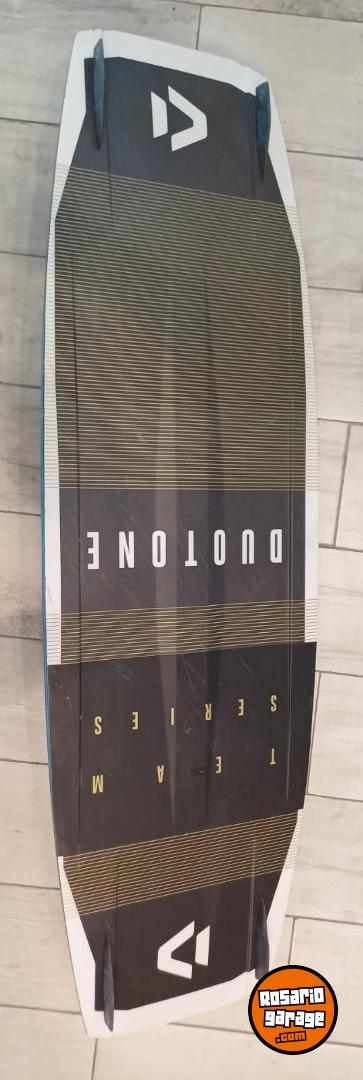 TEAM
SERIES
DUOTONE
Rosario
garage
.com